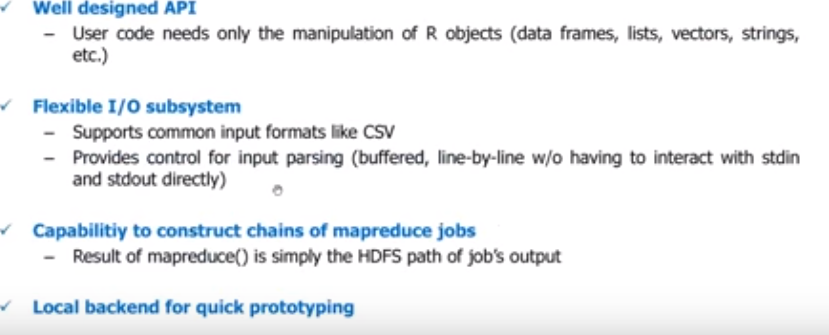 ✓ Well designed API
– User code needs only the manipulation of R objects (data frames, lists, vectors, strings,
etc.)
✓ Flexible I/O subsystem
– Supports common input formats like CSV
– Provides control for input parsing (buffered, line-by-line w/o having to interact with stdin
and stdout directly)
✓ Capabilitiy to construct chains of mapreduce jobs
– Result of mapreduce() is simply the HDFS path of job's output
✓ Local backend for quick prototyping